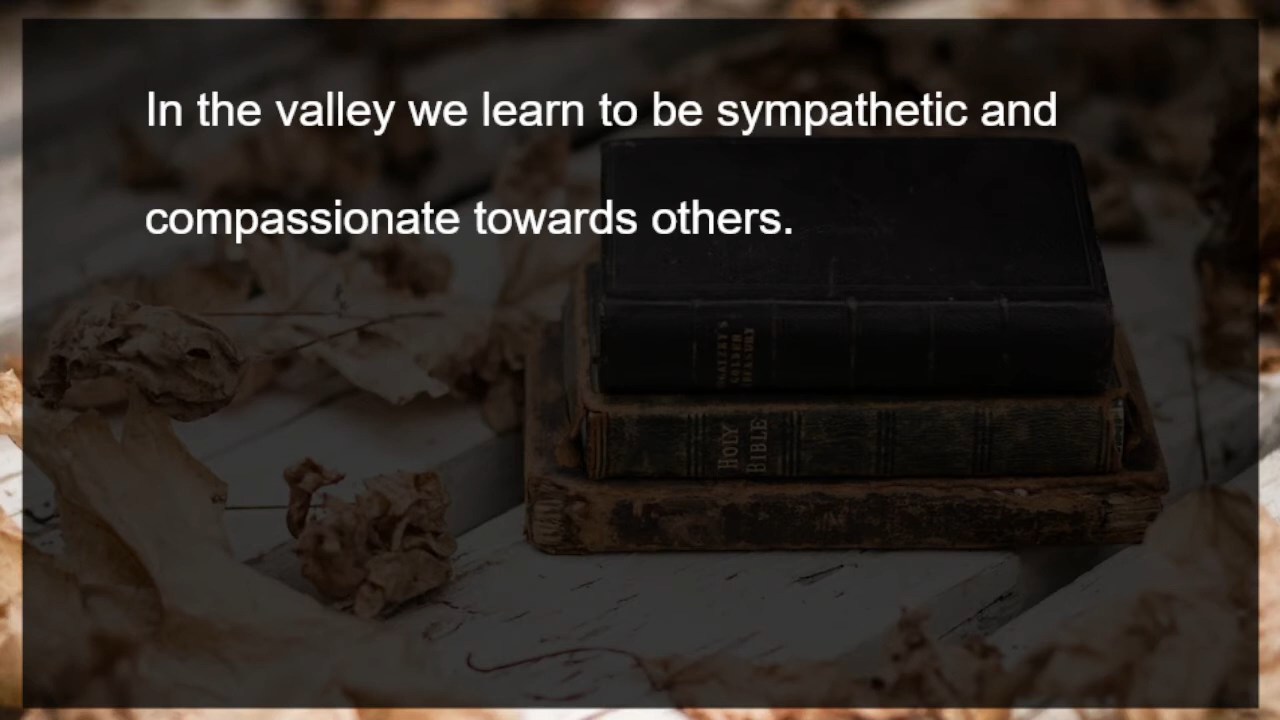 In the valley we learn to be sympathetic and
compassionate towards others.
HOLY
BIBLE